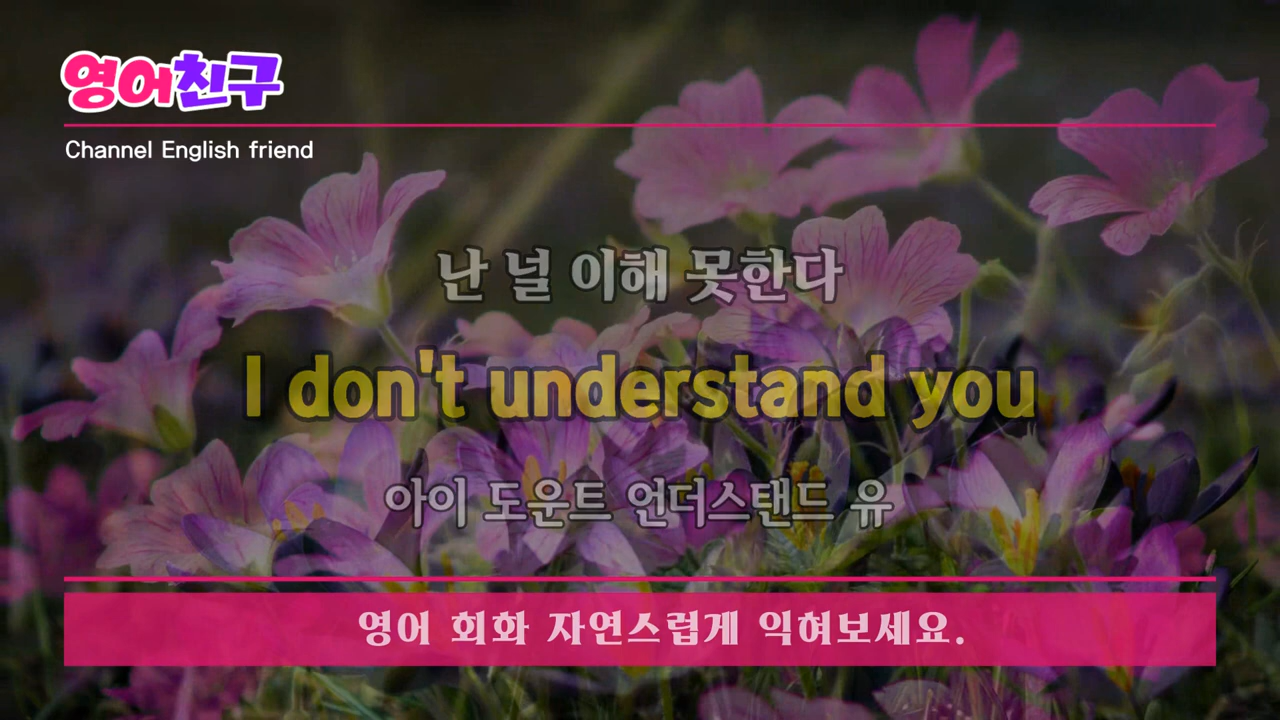 영어친구
Channel English friend
난 널 이해 못한다
I don't understand you
아이 도운트 언더스탠드 유
영어 회화 자연스럽게 익혀보세요.